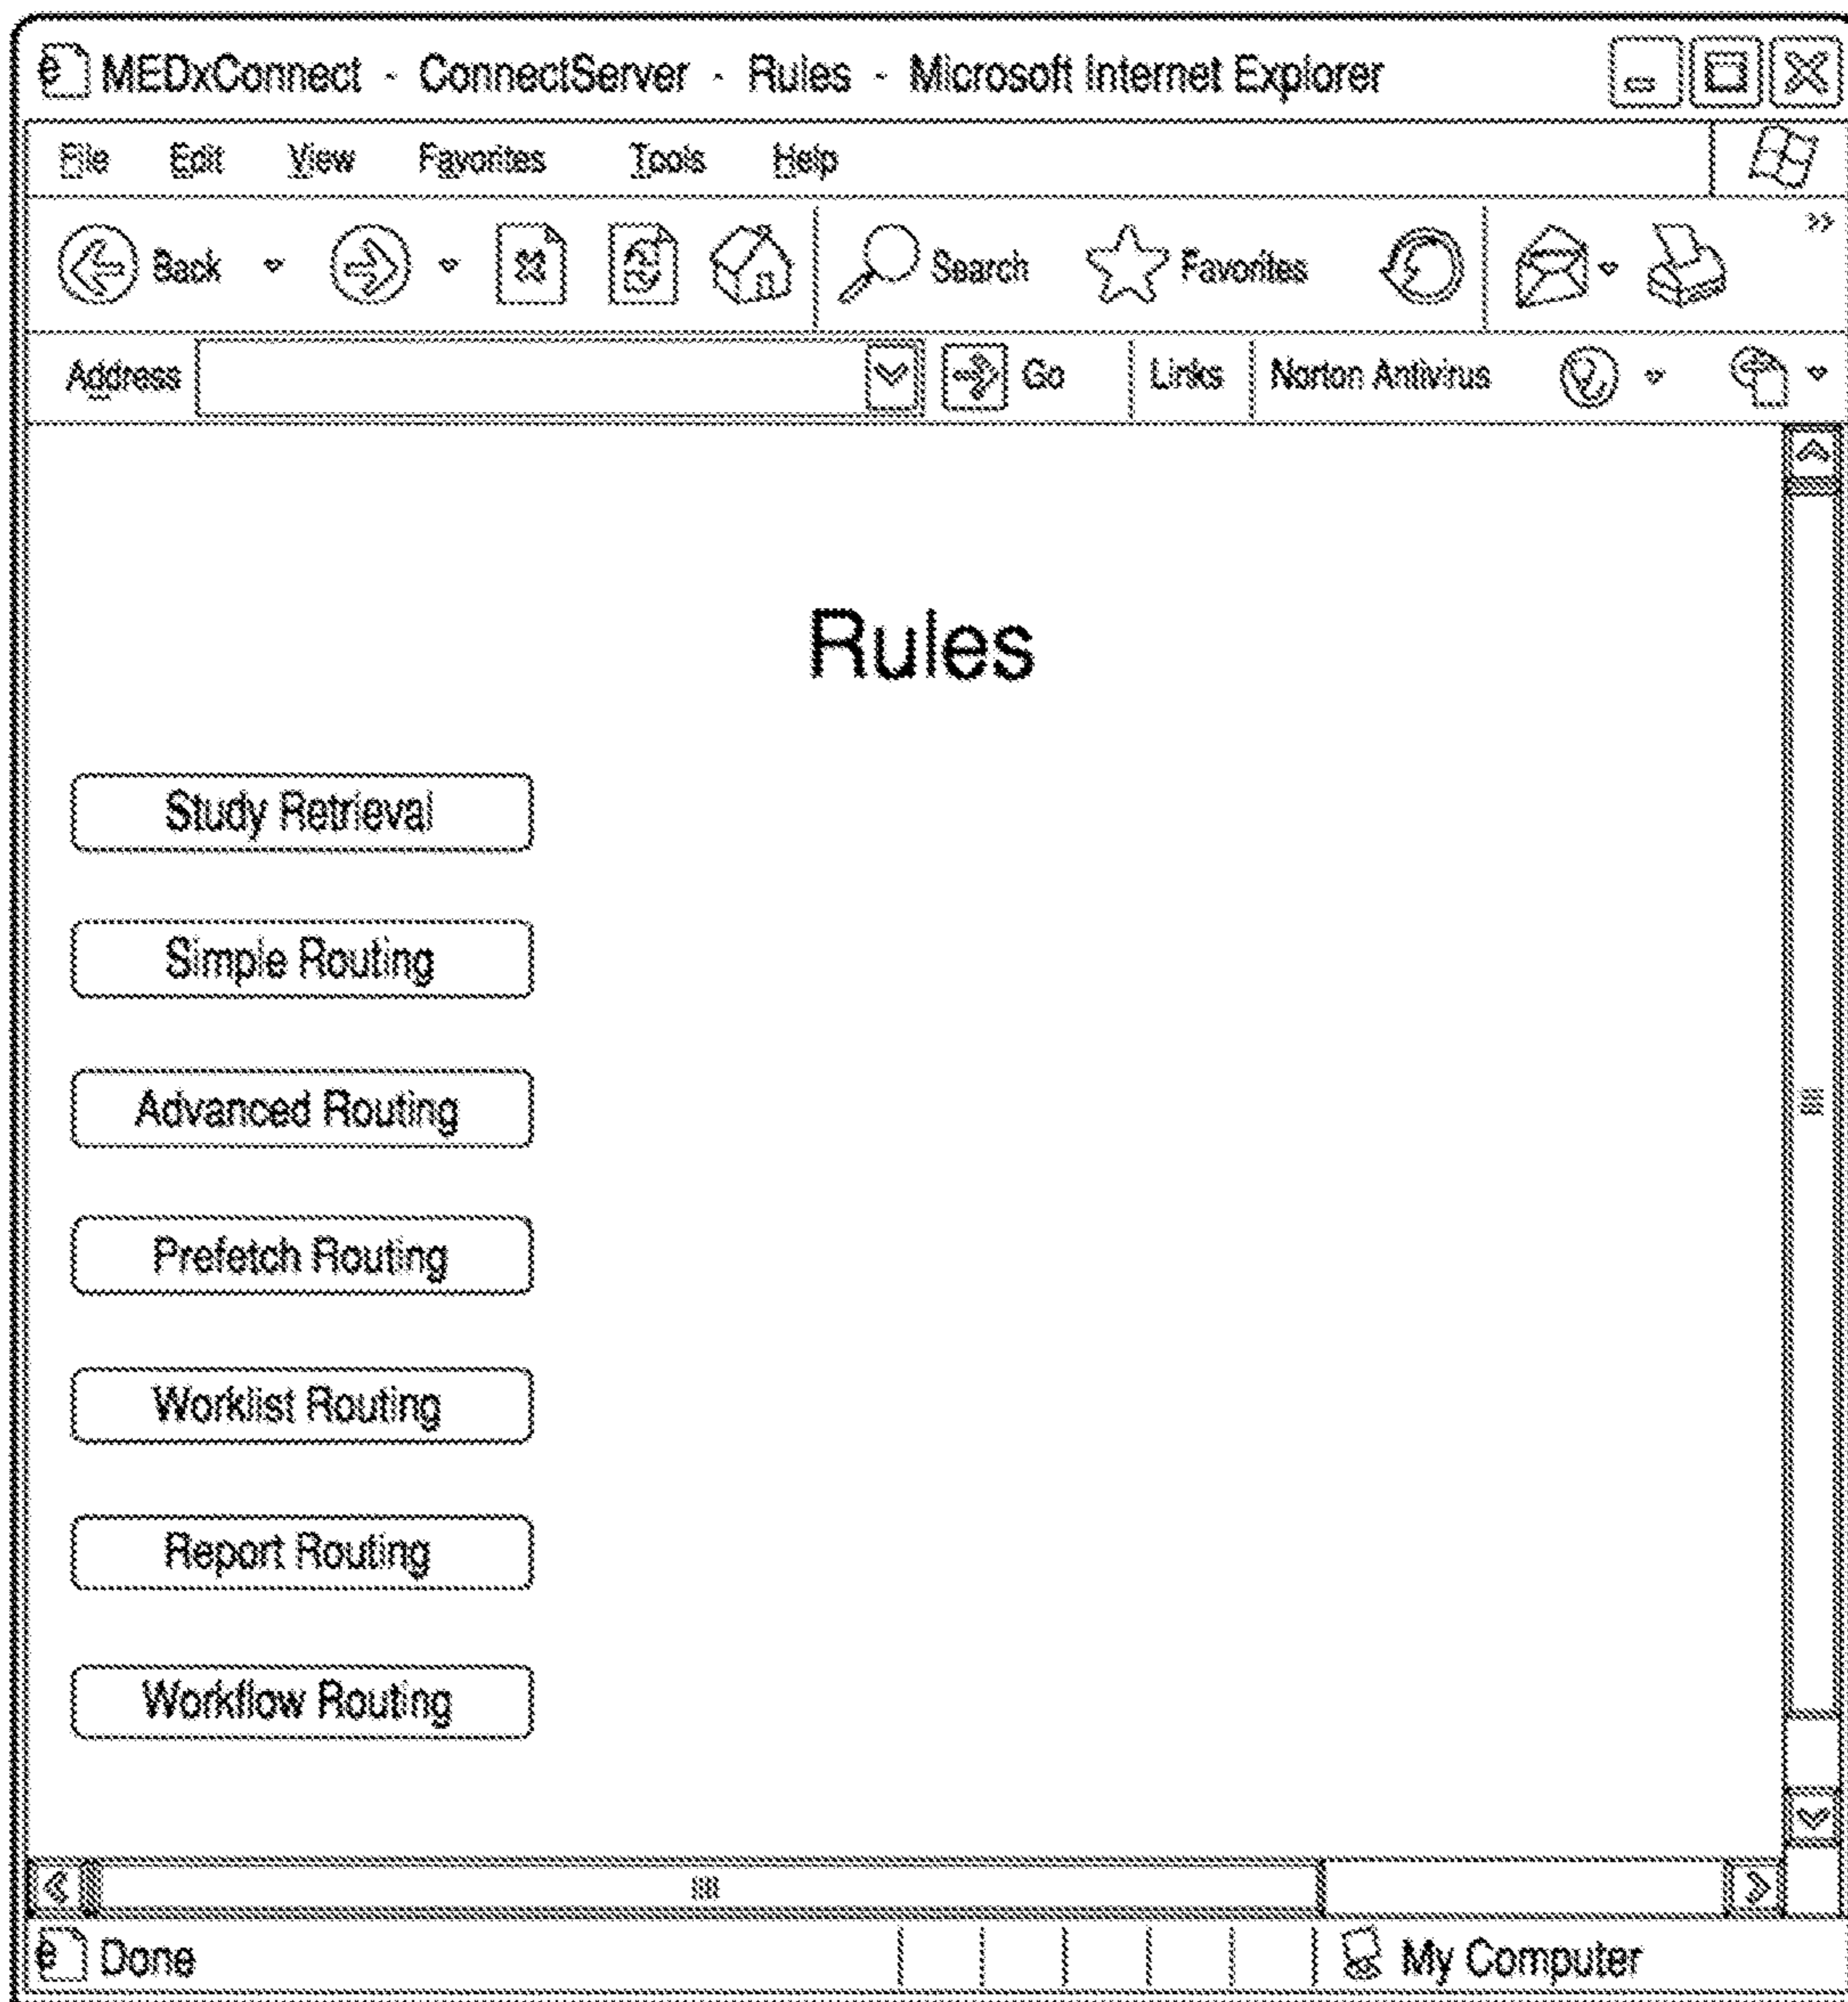 MEDxConnect - ConnectServer - Rules - Microsoft Internet Explorer
File Edit View Favorites Tools Help
Back Search Favorites
Address Go Links Norton Antivirus
Rules
Study Retrieval
Simple Routing
Advanced Routing
Prefetch Routing
Worklist Routing
Report Routing
Workflow Routing
Done My Computer